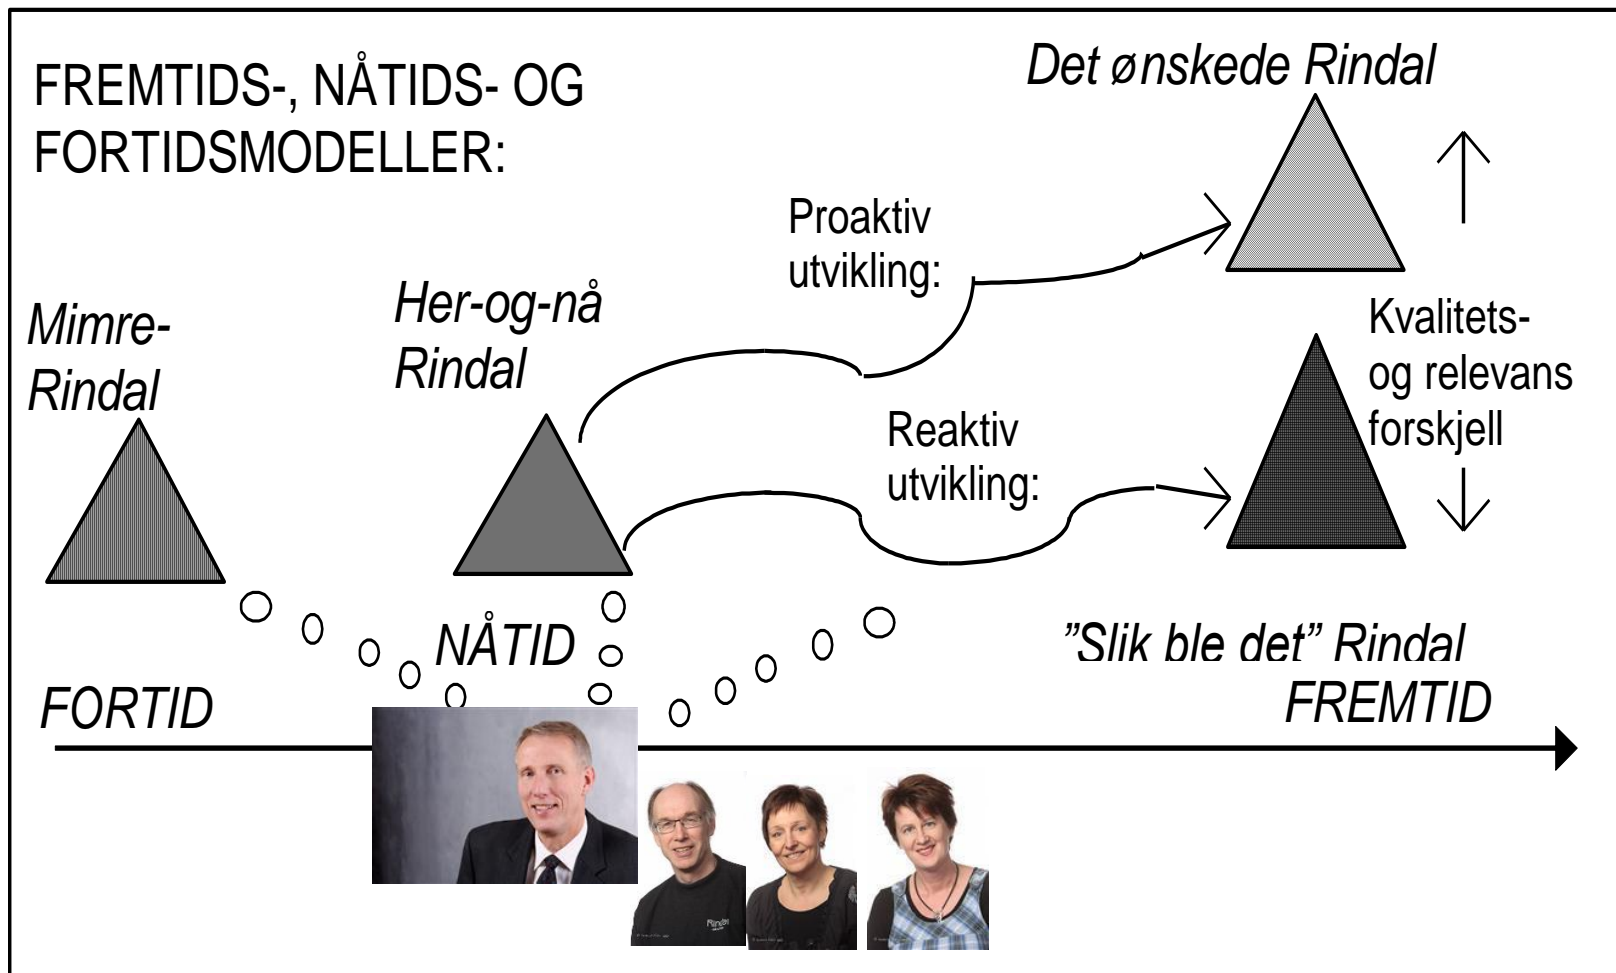 FREMTIDS-, NÅTIDS- OG
FORTIDSMODELLER:
Det ønskede Rindal
Proaktiv
utvikling:
Mimre-
Rindal
Her-og-nå
Rindal
Kvalitets-
og relevans
forskjell
Reaktiv
utvikling:
NÅTID
”Slik ble det” Rindal
FORTID
FREMTID
Rindal